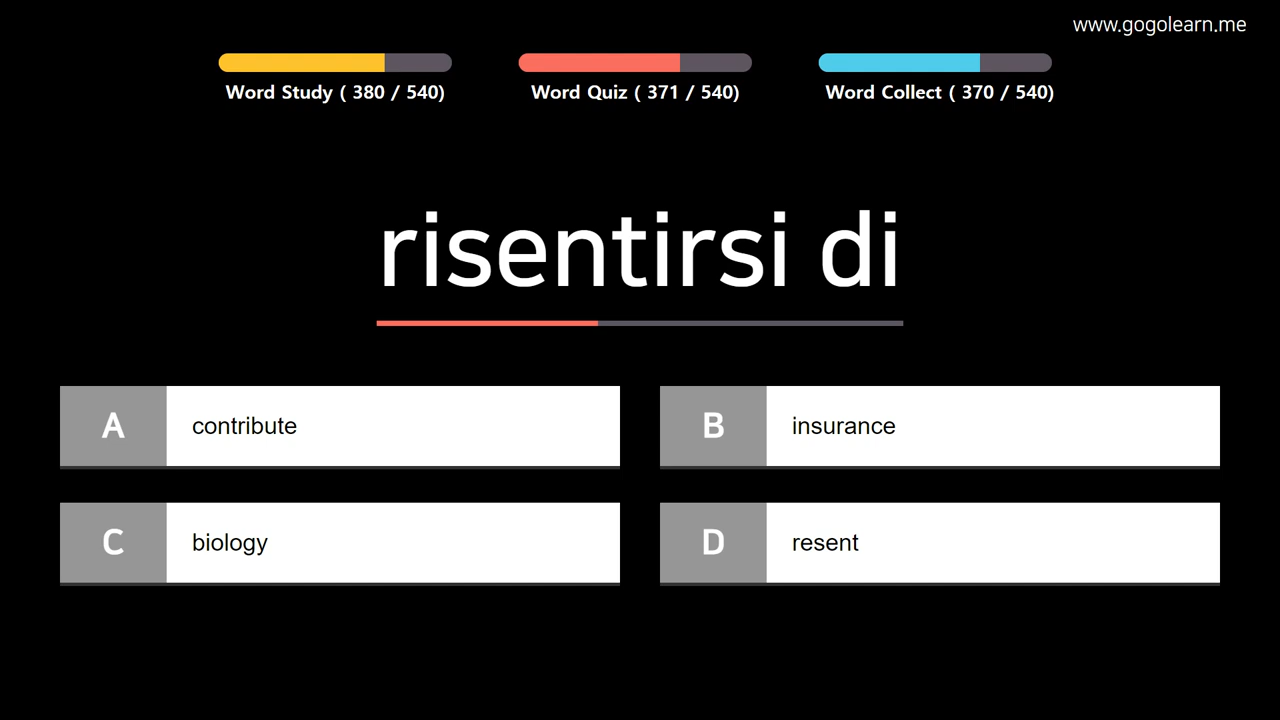 www.gogolearn.me
Word Study ( 380 / 540)
Word Quiz ( 371 / 540)
Word Collect ( 370 / 540)
risentirsi di
A contribute
B insurance
C biology
D resent